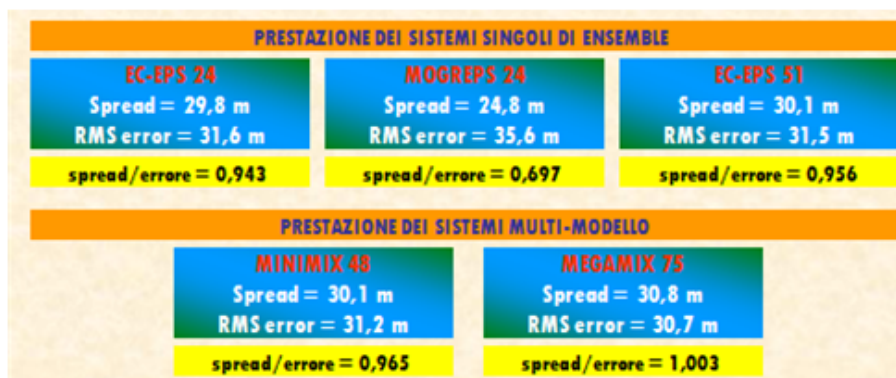 PRESTAZIONE DEI SISTEMI SINGOLI DI ENSEMBLE
EC-EPS 24
Spread = 29,8 m
RMS error = 31,6 m
spread/errore = 0,943
MOGREPS 24
Spread = 24,8 m
RMS error = 35,6 m
spread/errore = 0,697
EC-EPS 51
Spread = 30,1 m
RMS error = 31,5 m
spread/errore = 0,956
PRESTAZIONE DEI SISTEMI MULTI-MODELLO
MINIMIX 48
Spread = 30,1 m
RMS error = 31,2 m
spread/errore = 0,965
MEGAMIX 75
Spread = 30,8 m
RMS error = 30,7 m
spread/errore = 1,003